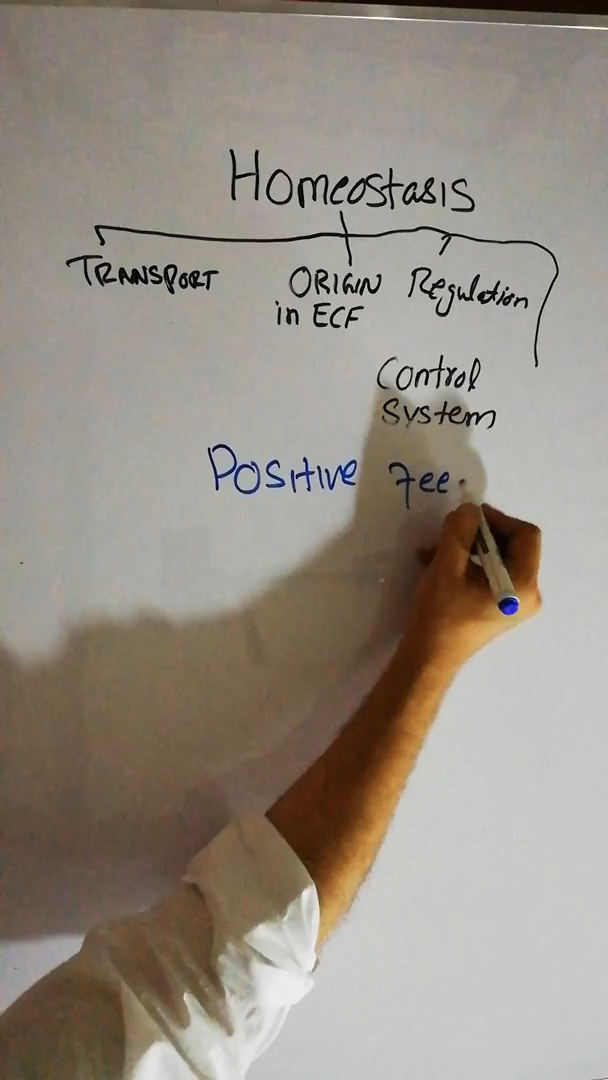 Homeostasis
TRANSPORT ORIGIN in ECF Regulation
Control
System
Positive Fee